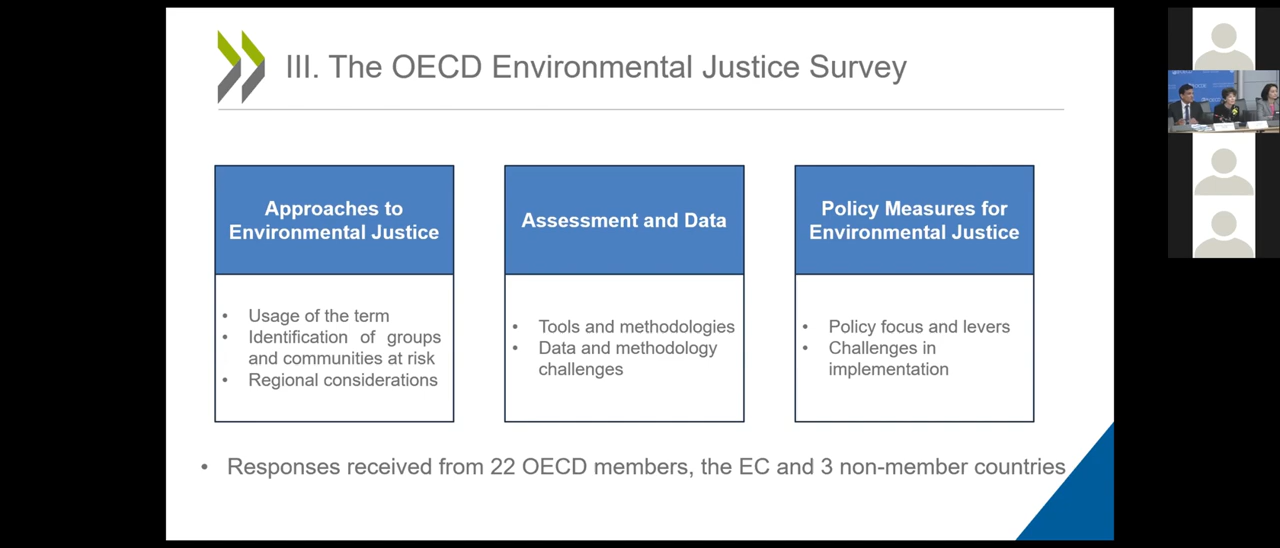 III. The OECD Environmental Justice Survey
Approaches to
Environmental Justice
• Usage of the term
• Identification of groups
and communities at risk
• Regional considerations
Assessment and Data
• Tools and methodologies
• Data and methodology
challenges
Policy Measures for
Environmental Justice
• Policy focus and levers
• Challenges in
implementation
• Responses received from 22 OECD members, the EC and 3 non-member countries